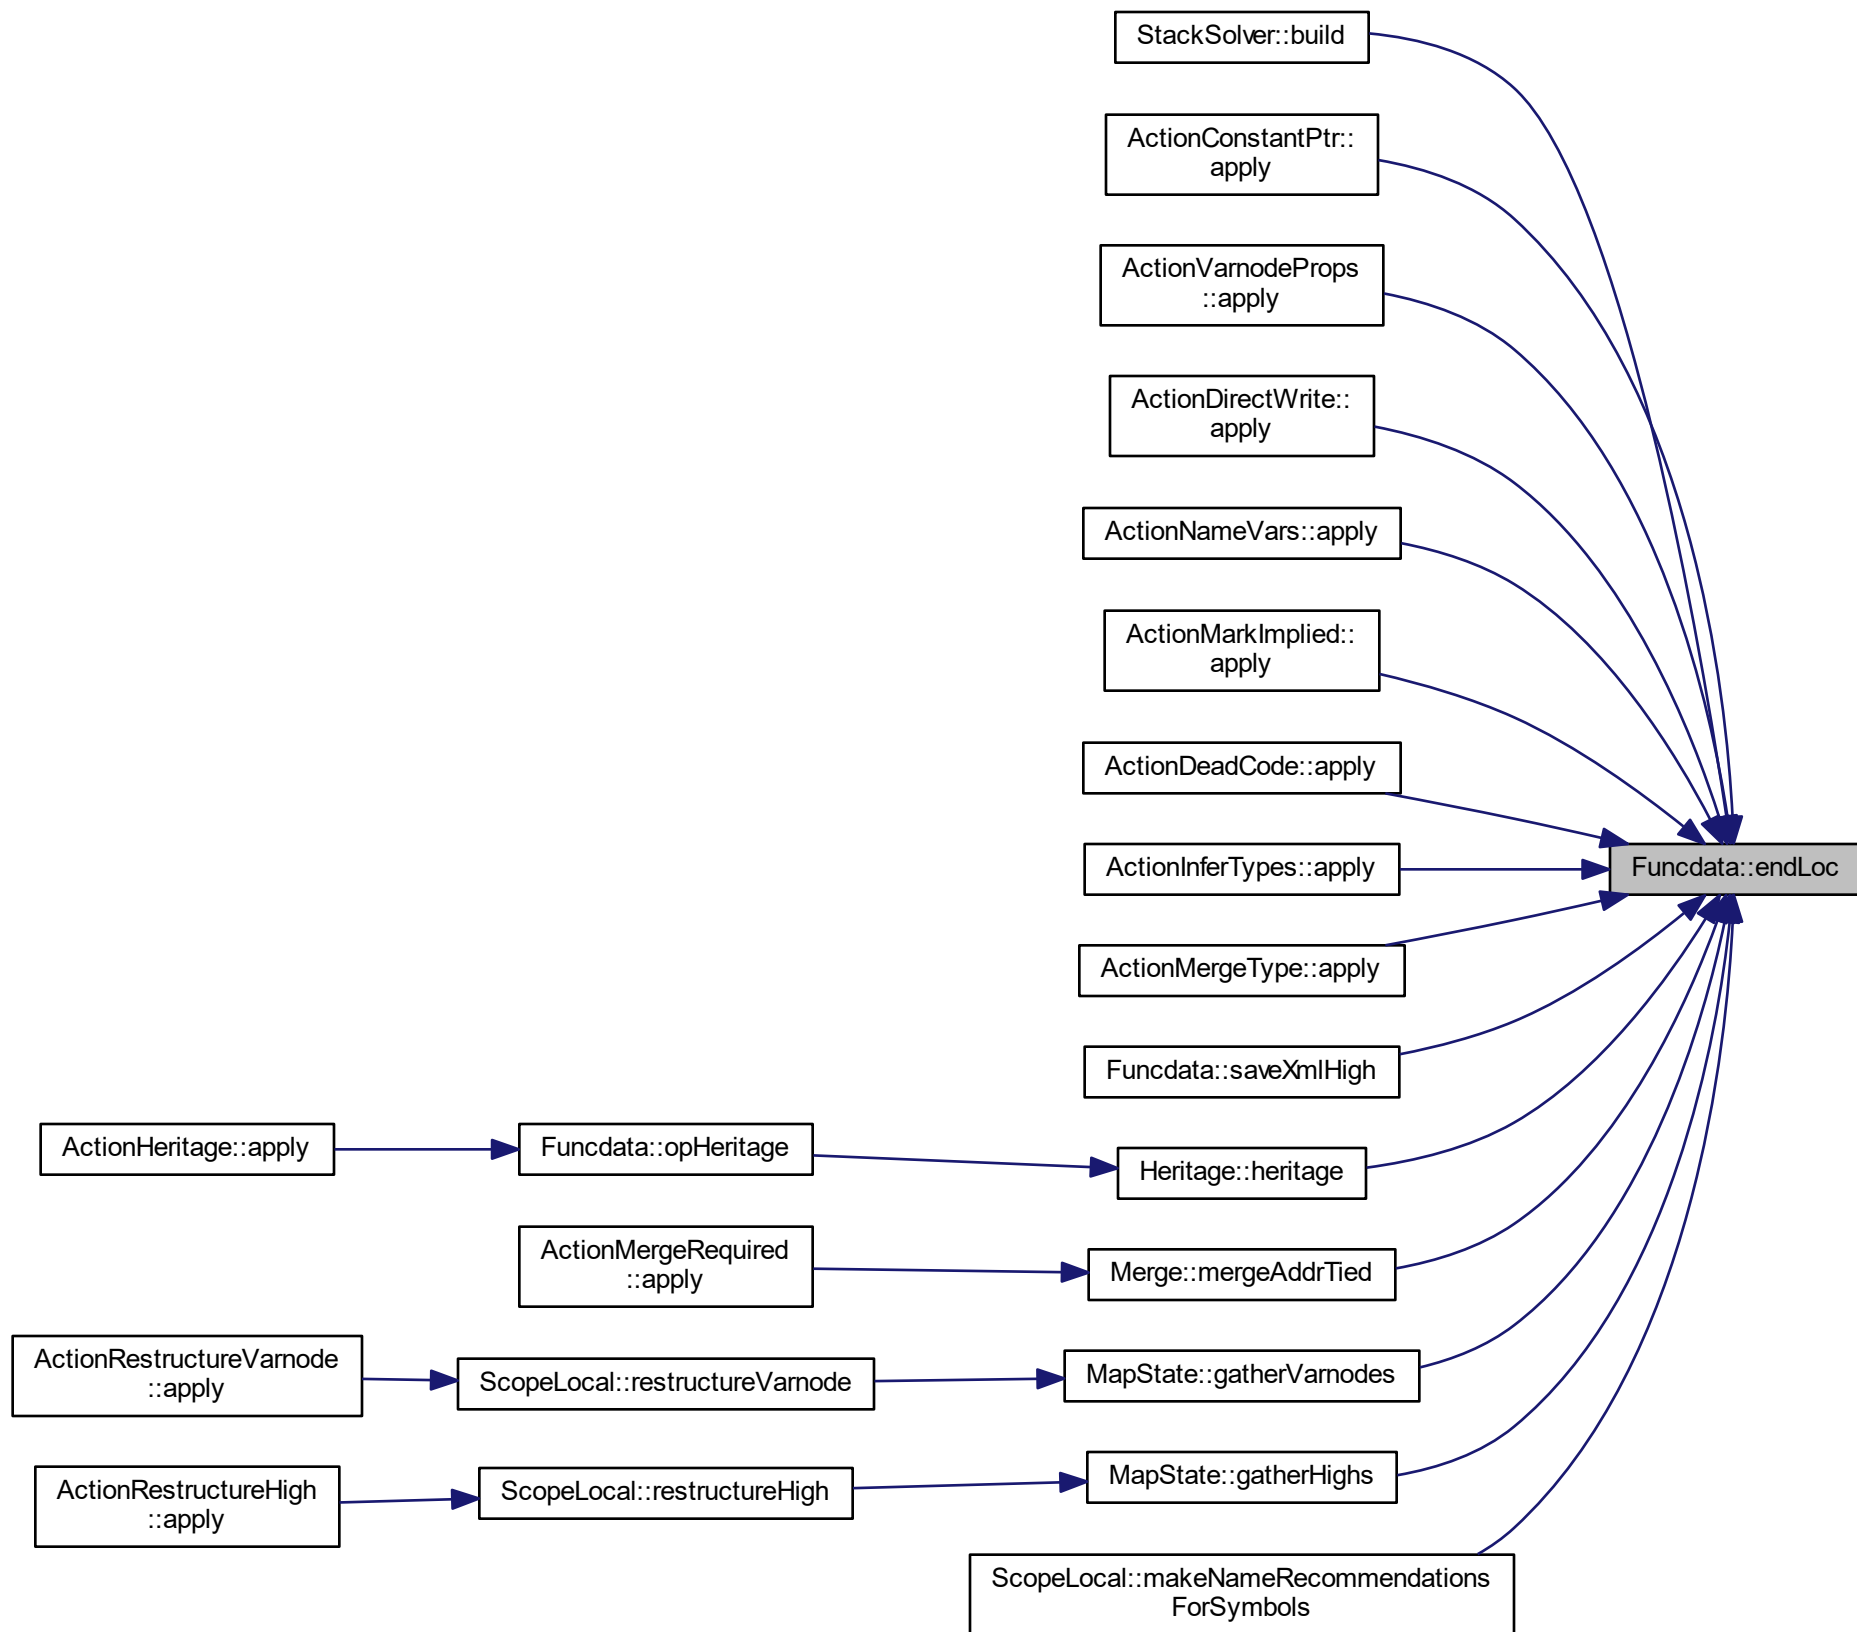 StackSolver::build
ActionConstantPtr::
apply
ActionVarnodeProps
::apply
ActionDirectWrite::
apply
ActionNameVars::apply
ActionMarkImplied::
apply
ActionDeadCode::apply
ActionInferTypes::apply
Funcdata::endLoc
ActionMergeType::apply
Funcdata::saveXmlHigh
ActionHeritage::apply
Funcdata::opHeritage
Heritage::heritage
ActionMergeRequired
::apply
Merge::mergeAddrTied
ActionRestructureVarnode
::apply
ScopeLocal::restructureVarnode
MapState::gatherVarnodes
ActionRestructureHigh
::apply
ScopeLocal::restructureHigh
MapState::gatherHighs
ScopeLocal::makeNameRecommendations
ForSymbols